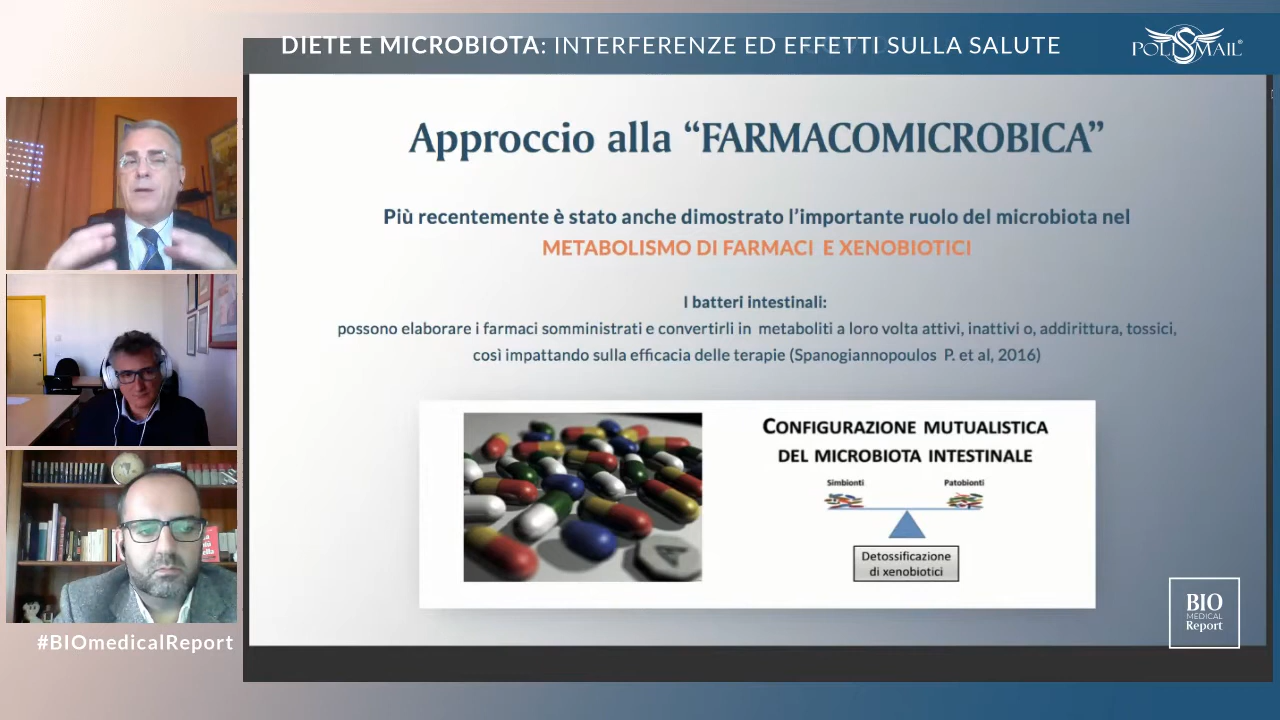 DIETE E MICROBIOTA: INTERFERENZE ED EFFETTI SULLA SALUTE
POLISMAIL®
Approccio alla “FARMACOMICROBICA”
Più recentemente è stato anche dimostrato l’importante ruolo del microbiota nel
METABOLISMO DI FARMACI E XENOBIOTICI
I batteri intestinali:
possono elaborare i farmaci somministrati e convertirli in metaboliti a loro volta attivi, inattivi o, addirittura, tossici,
così impattando sulla efficacia delle terapie (Spanogiannopoulos P. et al, 2016)
CONFIGURAZIONE MUTUALISTICA
DEL MICROBIOTA INTESTINALE
Simbionti
Patobionti
Detossificazione
di xenobiotici
BIO
MEDICAL
Report
#BIOmedicalReport